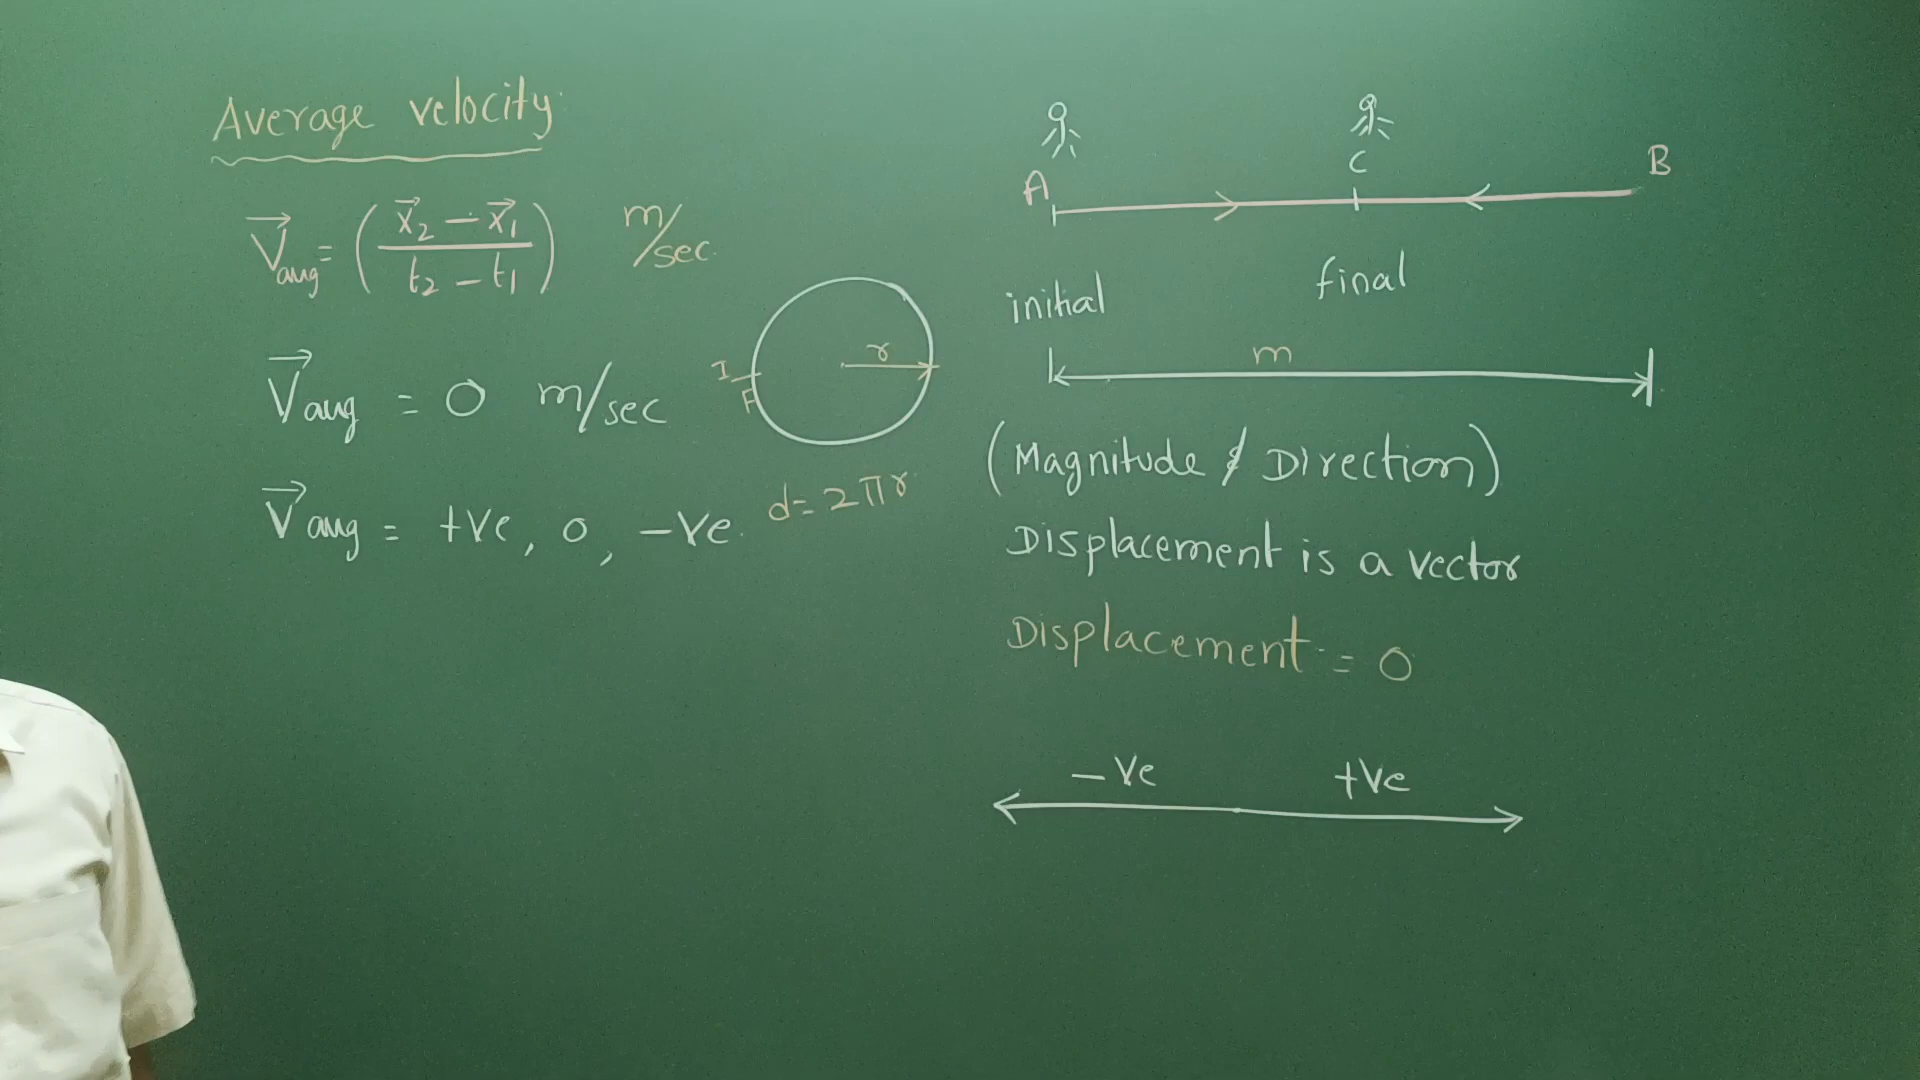 Average velocity
V⃗avg = (x⃗₂ − x⃗₁ / t₂ − t₁) m/sec
V⃗avg = 0 m/sec
V⃗avg = +ve, 0, −ve
I
F
r
d = 2πr
A
C
B
initial
final
m
(Magnitude & Direction)
Displacement is a vector
Displacement = 0
−ve +ve